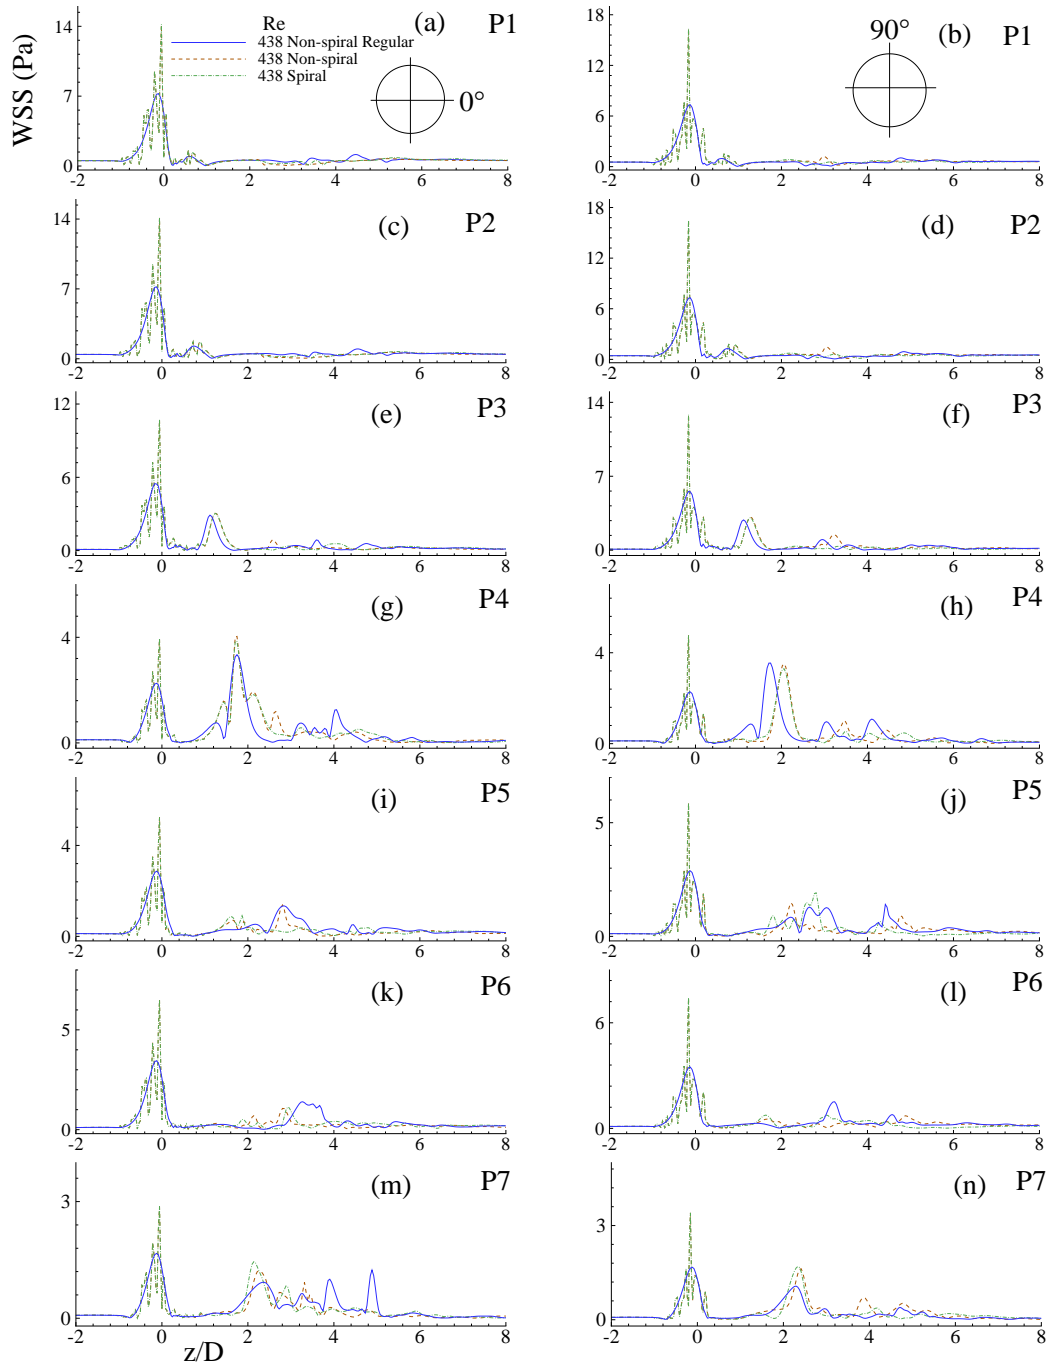 (a) P1
Re
438 Non-spiral Regular
438 Non-spiral
438 Spiral
0°
WSS (Pa)
14
7
0
-2 0 2 4 6 8
(b) P1
90°
18
12
6
0
-2 0 2 4 6 8
(c) P2
14
7
0
-2 0 2 4 6 8
(d) P2
18
12
6
0
-2 0 2 4 6 8
(e) P3
12
6
0
-2 0 2 4 6 8
(f) P3
14
7
0
-2 0 2 4 6 8
(g) P4
4
0
-2 0 2 4 6 8
(h) P4
4
0
-2 0 2 4 6 8
(i) P5
4
0
-2 0 2 4 6 8
(j) P5
5
0
-2 0 2 4 6 8
(k) P6
5
0
-2 0 2 4 6 8
(l) P6
6
0
-2 0 2 4 6 8
(m) P7
3
0
-2 0 2 4 6 8
z/D
(n) P7
3
0
-2 0 2 4 6 8